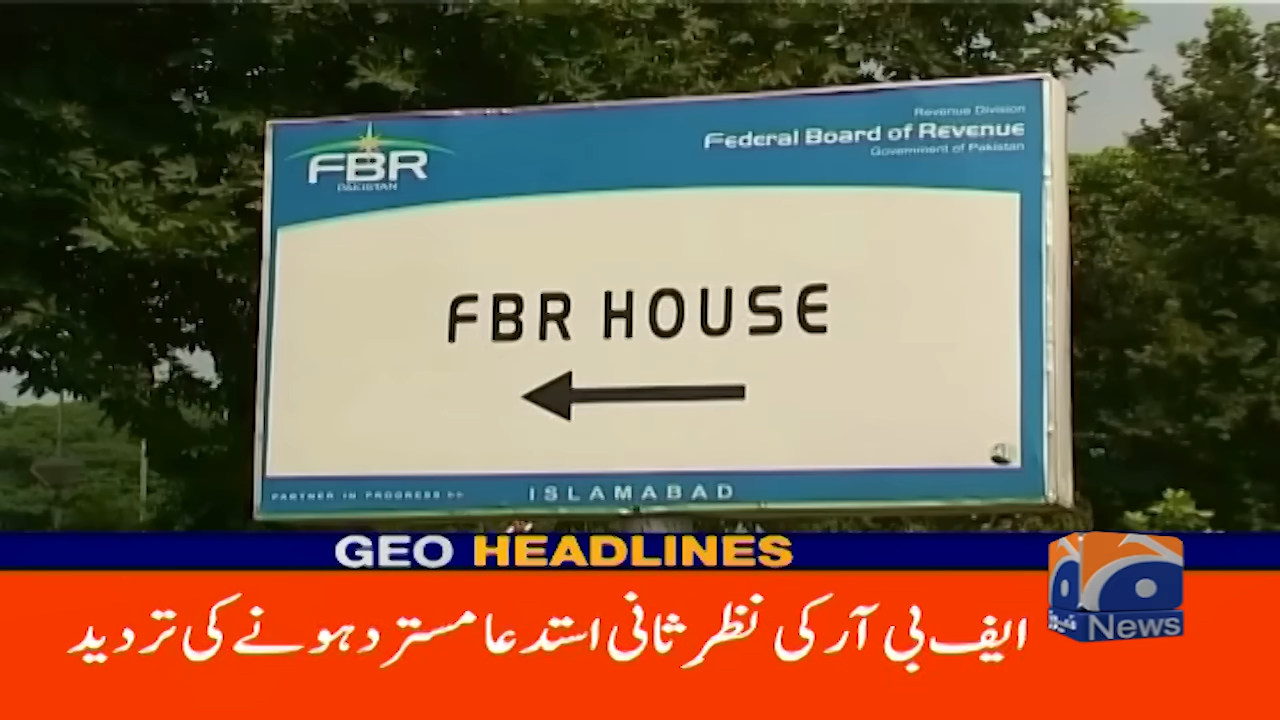 Revenue Division
Federal Board of Revenue
Government of Pakistan
FBR
PAKISTAN
FBR HOUSE
PARTNER IN PROGRESS >>
ISLAMABAD
GEO HEADLINES
ایف بی آر کی نظرِ ثانی استدعا مسترد ہونے کی تردید
نیوز News